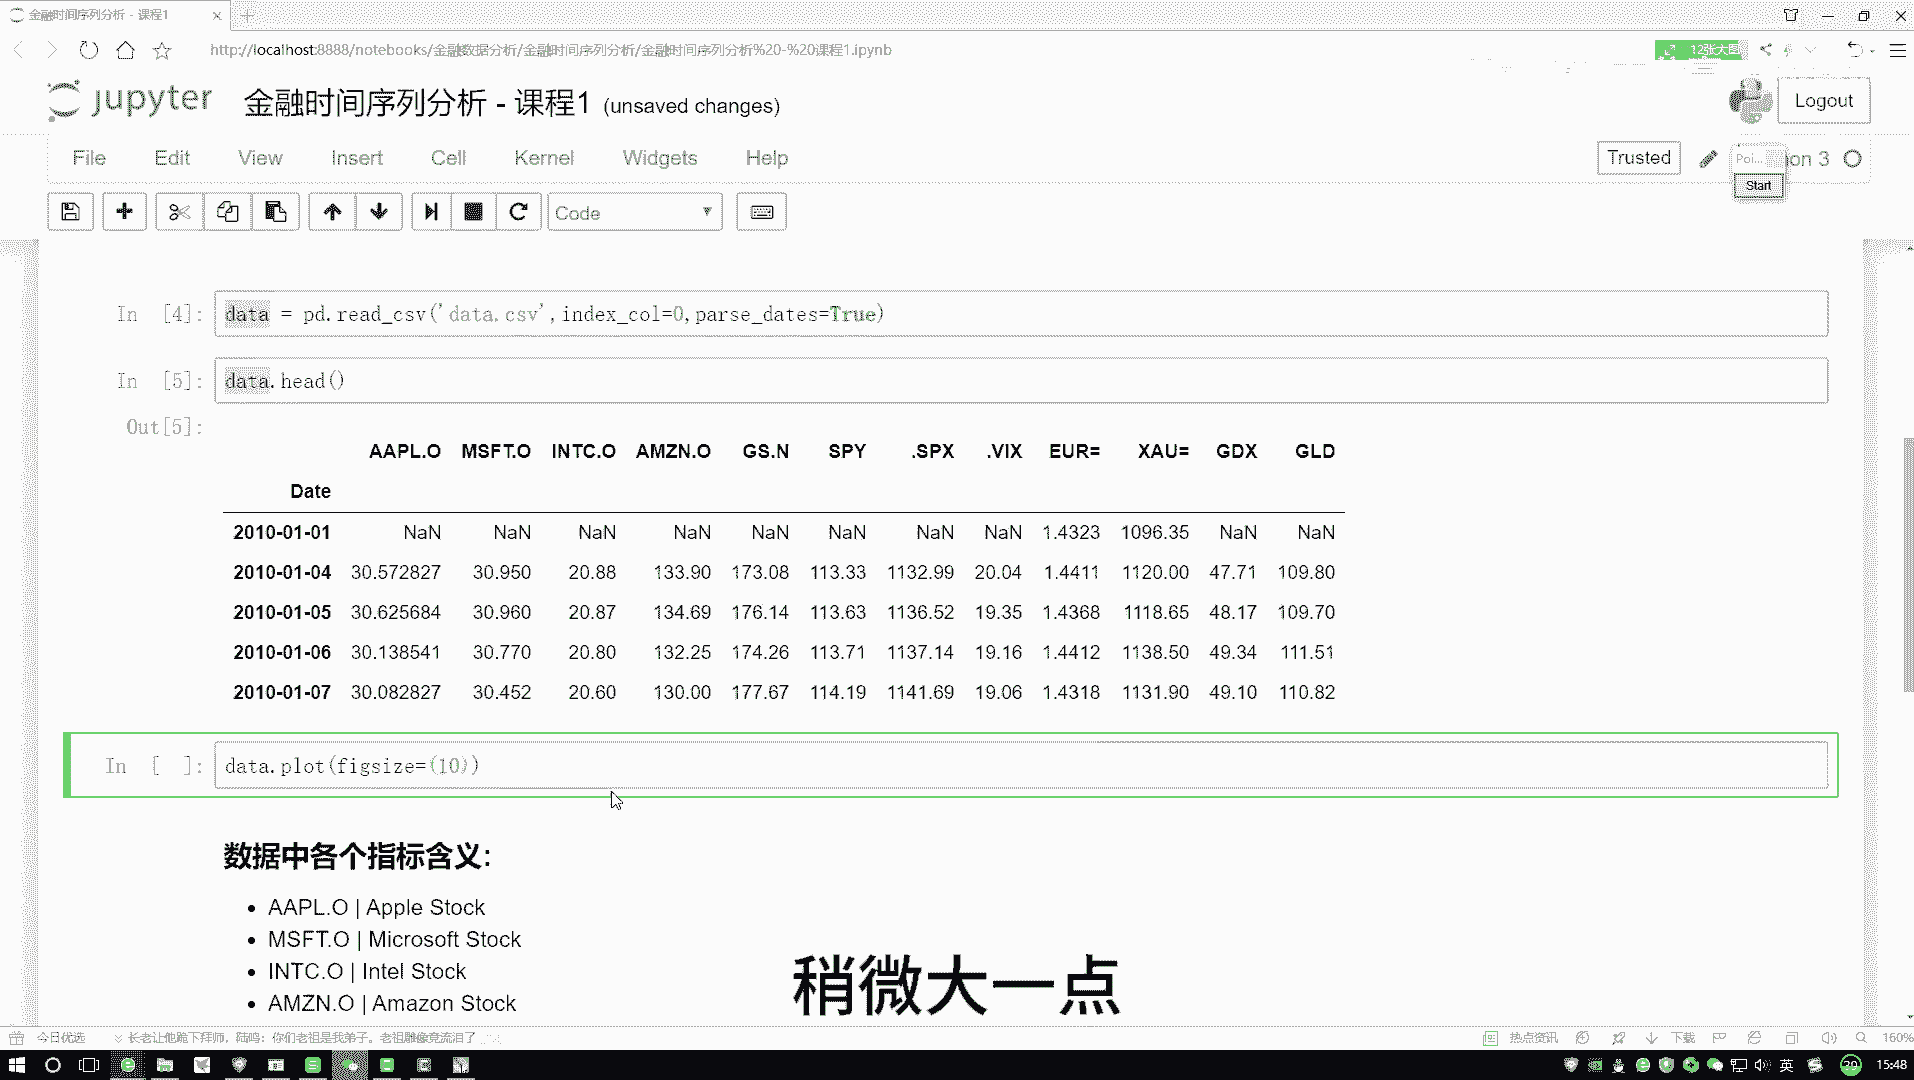 金融时间序列分析 - 课程1
http://localhost:8888/notebooks/金融数据分析/金融时间序列分析/金融时间序列分析%20-%20课程1.ipynb
12张大图
jupyter 金融时间序列分析 - 课程1 (unsaved changes)
Logout
File Edit View Insert Cell Kernel Widgets Help
Trusted
Poi... on 3
Start
Code
In [4]: data = pd.read_csv('data.csv',index_col=0,parse_dates=True)
In [5]: data.head()
Out[5]:
AAPL.O MSFT.O INTC.O AMZN.O GS.N SPY .SPX .VIX EUR= XAU= GDX GLD
Date
2010-01-01 NaN NaN NaN NaN NaN NaN NaN NaN 1.4323 1096.35 NaN NaN
2010-01-04 30.572827 30.950 20.88 133.90 173.08 113.33 1132.99 20.04 1.4411 1120.00 47.71 109.80
2010-01-05 30.625684 30.960 20.87 134.69 176.14 113.63 1136.52 19.35 1.4368 1118.65 48.17 109.70
2010-01-06 30.138541 30.770 20.80 132.25 174.26 113.71 1137.14 19.16 1.4412 1138.50 49.34 111.51
2010-01-07 30.082827 30.452 20.60 130.00 177.67 114.19 1141.69 19.06 1.4318 1131.90 49.10 110.82
In [ ]: data.plot(figsize=(10))
数据中各个指标含义:
• AAPL.O | Apple Stock
• MSFT.O | Microsoft Stock
• INTC.O | Intel Stock
• AMZN.O | Amazon Stock
稍微大一点
今日优选 长老让他跪下拜师，陆鸣：你们老祖是我弟子。老祖雕像竟流泪了
热点资讯 下载 160%
英 20 15:48